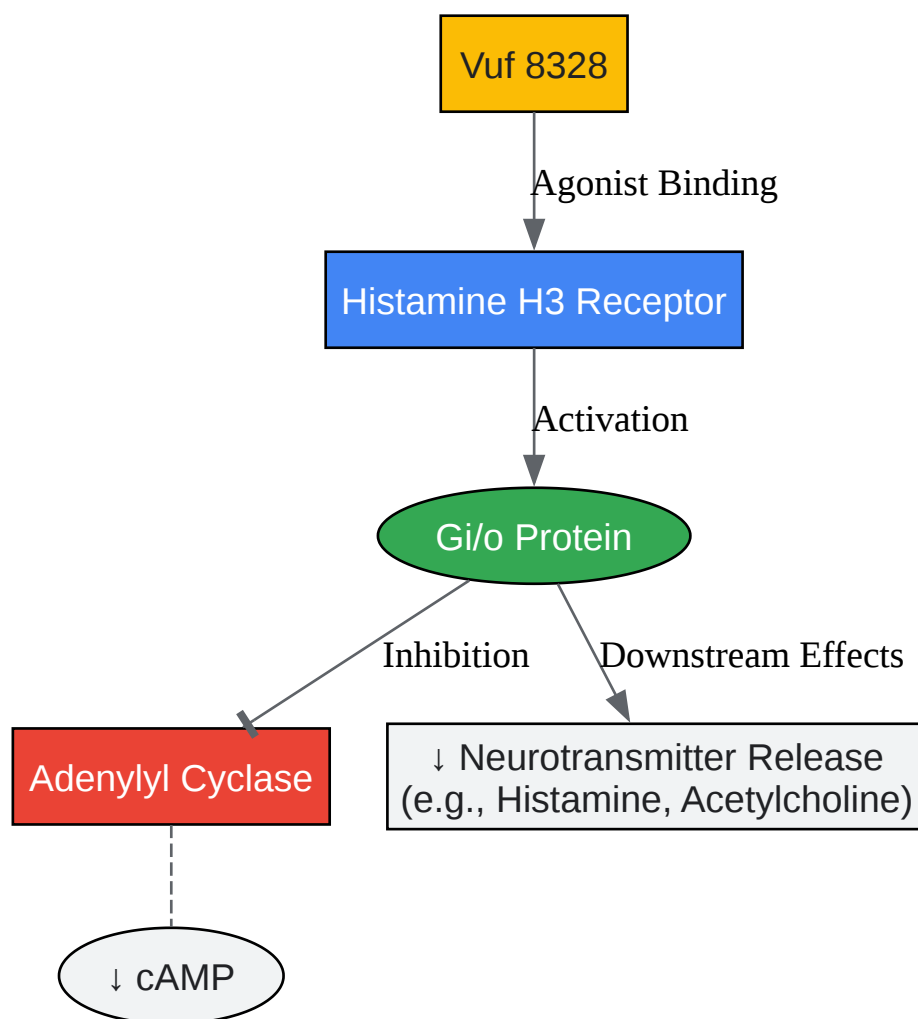 Vuf 8328
Agonist Binding
Histamine H3 Receptor
Activation
Gi/o Protein
Inhibition
Downstream Effects
Adenylyl Cyclase
↓ Neurotransmitter Release
(e.g., Histamine, Acetylcholine)
↓ cAMP